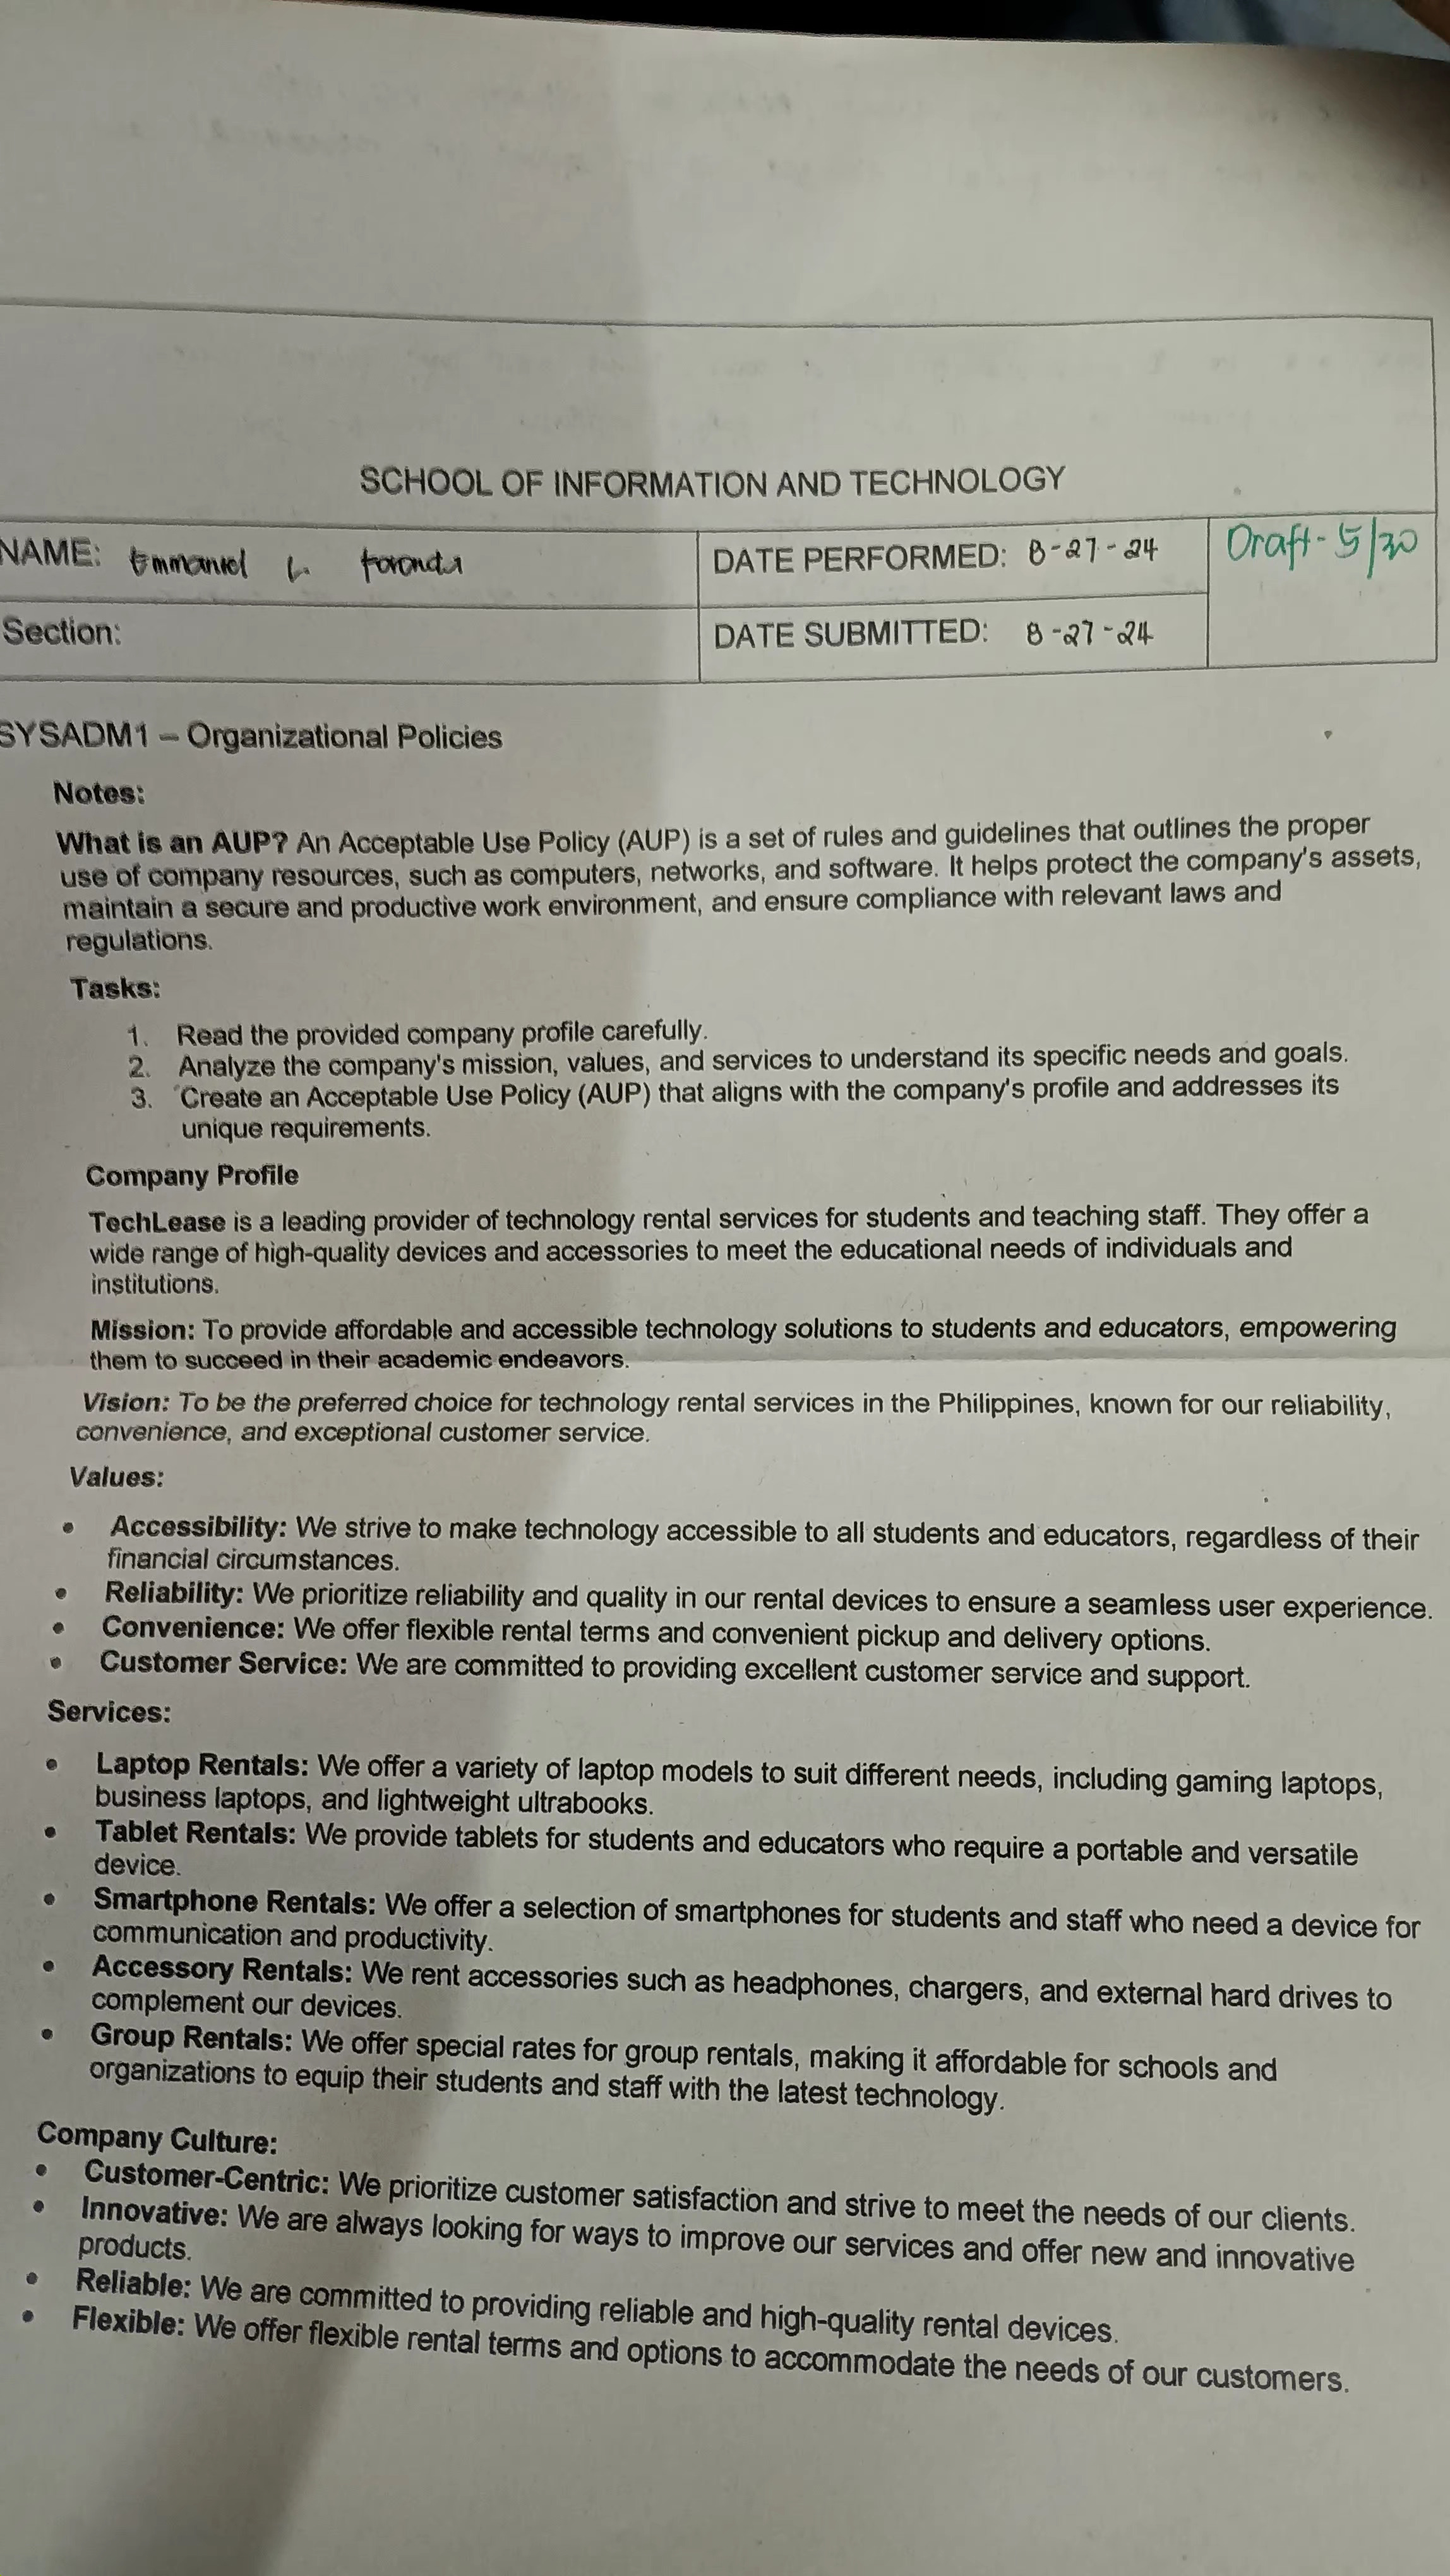 SCHOOL OF INFORMATION AND TECHNOLOGY
NAME: Emmanuel L.
DATE PERFORMED: 8-27-24
Draft- 5/30
Section:
DATE SUBMITTED: 8-27-24
SYSADM1 – Organizational Policies
Notes:
What is an AUP? An Acceptable Use Policy (AUP) is a set of rules and guidelines that outlines the proper
use of company resources, such as computers, networks, and software. It helps protect the company's assets,
maintain a secure and productive work environment, and ensure compliance with relevant laws and
regulations.
Tasks:
1. Read the provided company profile carefully.
2. Analyze the company's mission, values, and services to understand its specific needs and goals.
3. Create an Acceptable Use Policy (AUP) that aligns with the company's profile and addresses its
unique requirements.
Company Profile
TechLease is a leading provider of technology rental services for students and teaching staff. They offer a
wide range of high-quality devices and accessories to meet the educational needs of individuals and
institutions.
Mission: To provide affordable and accessible technology solutions to students and educators, empowering
them to succeed in their academic endeavors.
Vision: To be the preferred choice for technology rental services in the Philippines, known for our reliability,
convenience, and exceptional customer service.
Values:
• Accessibility: We strive to make technology accessible to all students and educators, regardless of their
financial circumstances.
• Reliability: We prioritize reliability and quality in our rental devices to ensure a seamless user experience.
• Convenience: We offer flexible rental terms and convenient pickup and delivery options.
• Customer Service: We are committed to providing excellent customer service and support.
Services:
• Laptop Rentals: We offer a variety of laptop models to suit different needs, including gaming laptops,
business laptops, and lightweight ultrabooks.
• Tablet Rentals: We provide tablets for students and educators who require a portable and versatile
device.
• Smartphone Rentals: We offer a selection of smartphones for students and staff who need a device for
communication and productivity.
• Accessory Rentals: We rent accessories such as headphones, chargers, and external hard drives to
complement our devices.
• Group Rentals: We offer special rates for group rentals, making it affordable for schools and
organizations to equip their students and staff with the latest technology.
Company Culture:
• Customer-Centric: We prioritize customer satisfaction and strive to meet the needs of our clients.
• Innovative: We are always looking for ways to improve our services and offer new and innovative
products.
• Reliable: We are committed to providing reliable and high-quality rental devices.
• Flexible: We offer flexible rental terms and options to accommodate the needs of our customers.